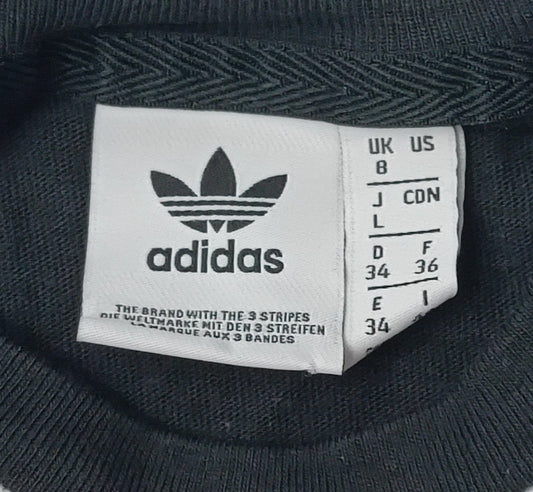 adidas
THE BRAND WITH THE 3 STRIPES
DIE WELTMARKE MIT DEN 3 STREIFEN
LA MARQUE AUX 3 BANDES
UK US
8
J CDN
L
D F
34 36
E I
34